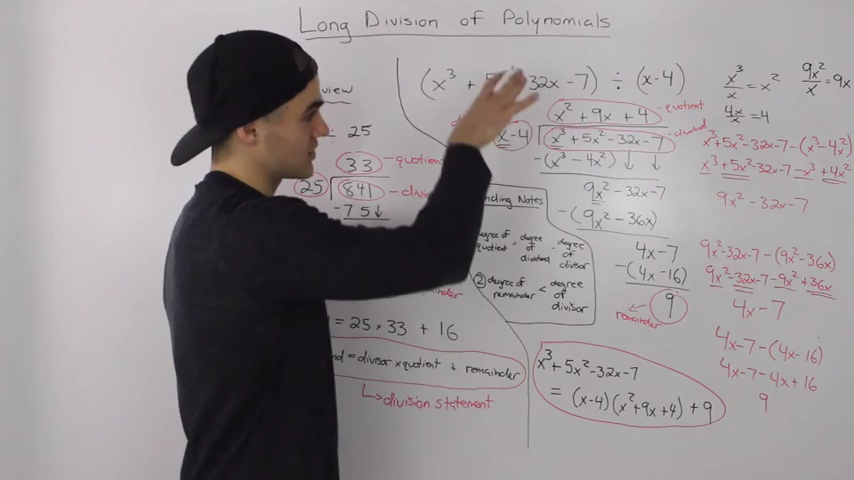 Long Division of Polynomials
÷ 25
33 - quotient
25 841
-75↓
= 25 × 33 + 16
= divisor × quotient + remainder
↳ division statement
(x³ + 32x - 7) ÷ (x-4)
x² + 9x + 4 - quotient
x-4 x³ + 5x² - 32x - 7 - dividend
-(x³ - 4x²) ↓ ↓
9x² - 32x - 7
-(9x² - 36x)
4x - 7
-(4x - 16)
9
remainder
Notes
degree of quotient = degree of dividend - degree of divisor
② degree of remainder < degree of divisor
x³ + 5x² - 32x - 7
= (x-4)(x² + 9x + 4) + 9
x³/x = x²
9x²/x = 9x
4x/x = 4
x³ + 5x² - 32x - 7 - (x³ - 4x²)
x³ + 5x² - 32x - 7 - x³ + 4x²
9x² - 32x - 7
9x² - 32x - 7 - (9x² - 36x)
9x² - 32x - 7 - 9x² + 36x
4x - 7
4x - 7 - (4x - 16)
4x - 7 - 4x + 16
9